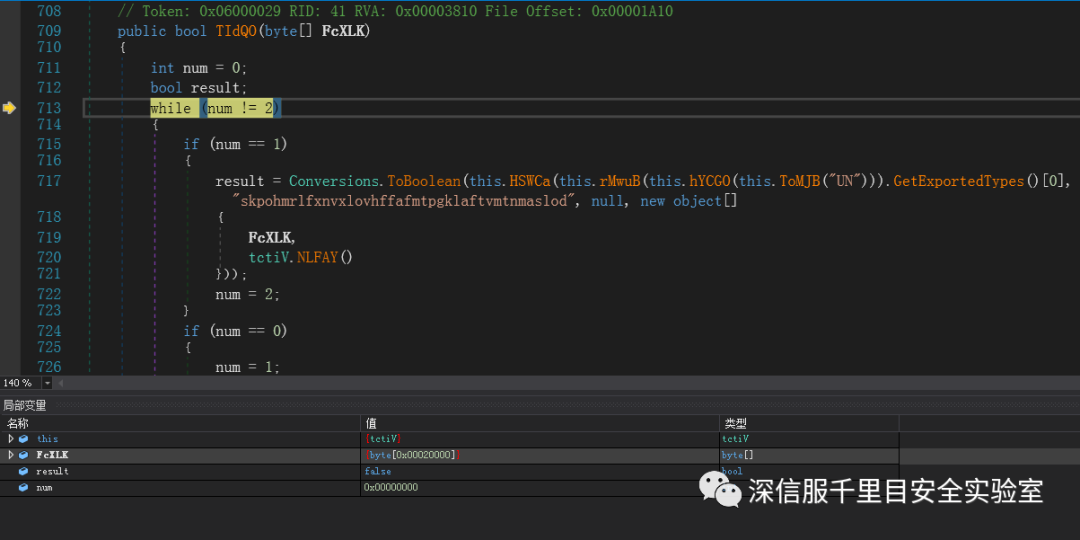 708 // Token: 0x06000029 RID: 41 RVA: 0x00003810 File Offset: 0x00001A10
709 public bool TIdQO(byte[] FcXLK)
710 {
711 int num = 0;
712 bool result;
713 while (num != 2)
714 {
715 if (num == 1)
716 {
717 result = Conversions.ToBoolean(this.HSWCa(this.rMwuB(this.hYCGO(this.ToMJB("UN"))).GetExportedTypes()[0],
"skpohmrlfxnvxlovhffafmtpgklaftvmtnmaslod", null, new object[]
718 {
719 FcXLK,
720 tctiV.NLFAY()
721 }));
722 num = 2;
723 }
724 if (num == 0)
725 {
726 num = 1;
140 %
局部变量
名称 值 类型
this [tctiV] tctiV
FcXLK [byte[0x00020000]] byte[]
result false bool
num 0x00000000
深信服千里目安全实验室